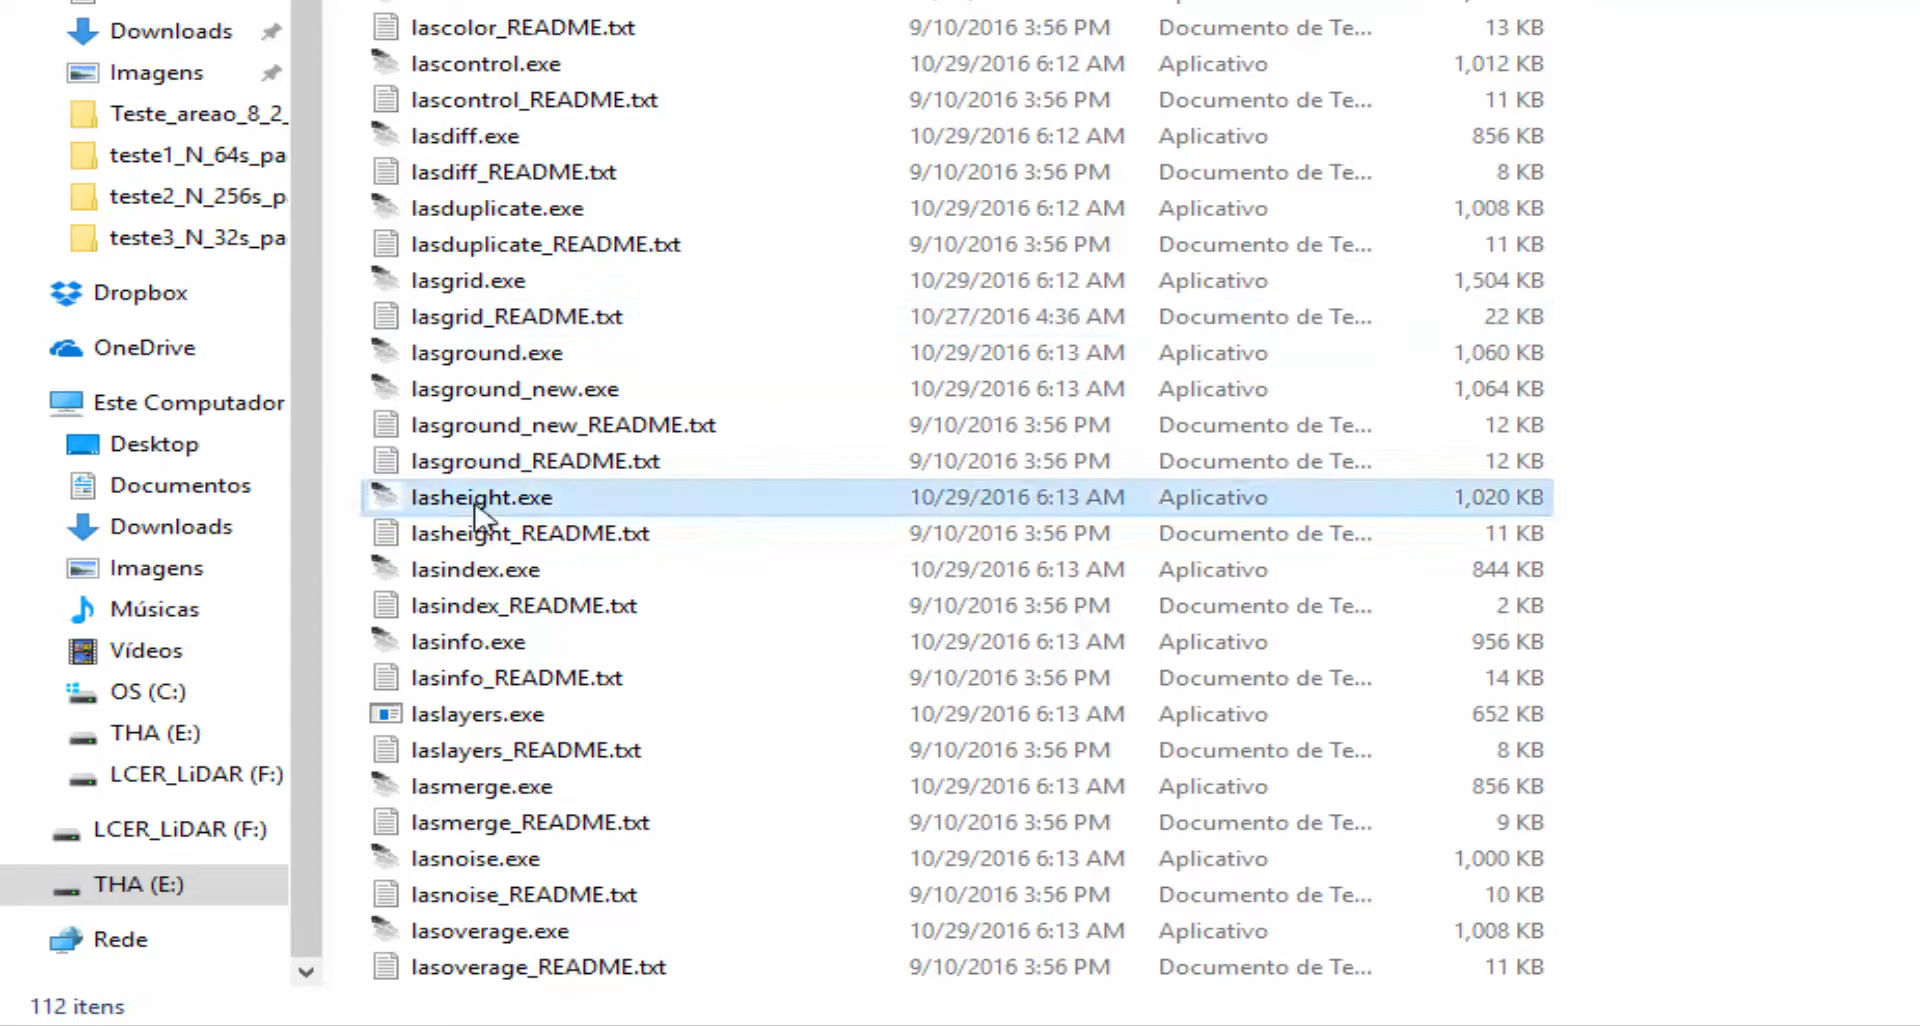 Downloads
Imagens
Teste_areao_8_2_
teste1_N_64s_pa
teste2_N_256s_p
teste3_N_32s_pa
Dropbox
OneDrive
Este Computador
Desktop
Documentos
Downloads
Imagens
Músicas
Vídeos
OS (C:)
THA (E:)
LCER_LiDAR (F:)
LCER_LiDAR (F:)
THA (E:)
Rede
lascolor_README.txt 9/10/2016 3:56 PM Documento de Te... 13 KB
lascontrol.exe 10/29/2016 6:12 AM Aplicativo 1,012 KB
lascontrol_README.txt 9/10/2016 3:56 PM Documento de Te... 11 KB
lasdiff.exe 10/29/2016 6:12 AM Aplicativo 856 KB
lasdiff_README.txt 9/10/2016 3:56 PM Documento de Te... 8 KB
lasduplicate.exe 10/29/2016 6:12 AM Aplicativo 1,008 KB
lasduplicate_README.txt 9/10/2016 3:56 PM Documento de Te... 11 KB
lasgrid.exe 10/29/2016 6:12 AM Aplicativo 1,504 KB
lasgrid_README.txt 10/27/2016 4:36 AM Documento de Te... 22 KB
lasground.exe 10/29/2016 6:13 AM Aplicativo 1,060 KB
lasground_new.exe 10/29/2016 6:13 AM Aplicativo 1,064 KB
lasground_new_README.txt 9/10/2016 3:56 PM Documento de Te... 12 KB
lasground_README.txt 9/10/2016 3:56 PM Documento de Te... 12 KB
lasheight.exe 10/29/2016 6:13 AM Aplicativo 1,020 KB
lasheight_README.txt 9/10/2016 3:56 PM Documento de Te... 11 KB
lasindex.exe 10/29/2016 6:13 AM Aplicativo 844 KB
lasindex_README.txt 9/10/2016 3:56 PM Documento de Te... 2 KB
lasinfo.exe 10/29/2016 6:13 AM Aplicativo 956 KB
lasinfo_README.txt 9/10/2016 3:56 PM Documento de Te... 14 KB
laslayers.exe 10/29/2016 6:13 AM Aplicativo 652 KB
laslayers_README.txt 9/10/2016 3:56 PM Documento de Te... 8 KB
lasmerge.exe 10/29/2016 6:13 AM Aplicativo 856 KB
lasmerge_README.txt 9/10/2016 3:56 PM Documento de Te... 9 KB
lasnoise.exe 10/29/2016 6:13 AM Aplicativo 1,000 KB
lasnoise_README.txt 9/10/2016 3:56 PM Documento de Te... 10 KB
lasoverage.exe 10/29/2016 6:13 AM Aplicativo 1,008 KB
lasoverage_README.txt 9/10/2016 3:56 PM Documento de Te... 11 KB
112 itens